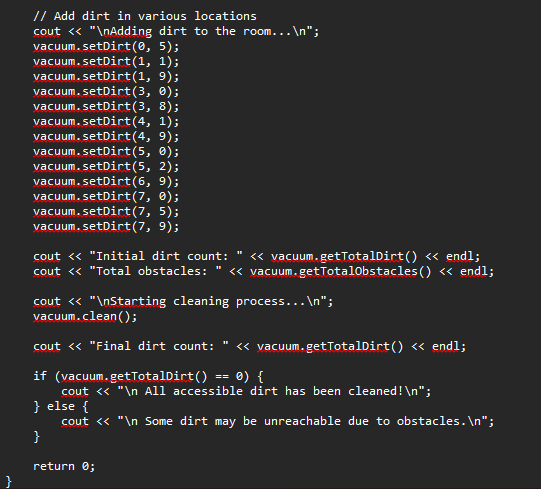 // Add dirt in various locations
cout << "\nAdding dirt to the room...\n";
vacuum.setDirt(0, 5);
vacuum.setDirt(1, 1);
vacuum.setDirt(1, 9);
vacuum.setDirt(3, 0);
vacuum.setDirt(3, 8);
vacuum.setDirt(4, 1);
vacuum.setDirt(4, 9);
vacuum.setDirt(5, 0);
vacuum.setDirt(5, 2);
vacuum.setDirt(6, 9);
vacuum.setDirt(7, 0);
vacuum.setDirt(7, 5);
vacuum.setDirt(7, 9);
cout << "Initial dirt count: " << vacuum.getTotalDirt() << endl;
cout << "Total obstacles: " << vacuum.getTotalObstacles() << endl;
cout << "\nStarting cleaning process...\n";
vacuum.clean();
cout << "Final dirt count: " << vacuum.getTotalDirt() << endl;
if (vacuum.getTotalDirt() == 0) {
cout << "\n All accessible dirt has been cleaned!\n";
} else {
cout << "\n Some dirt may be unreachable due to obstacles.\n";
}
return 0;
}